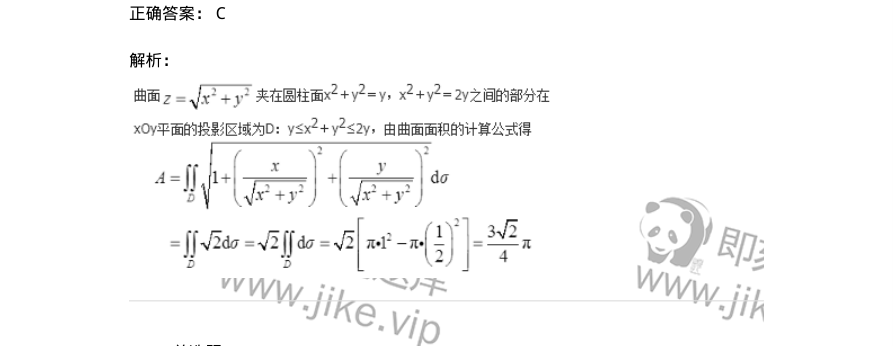 正确答案: C
解析:
曲面 z = √(x² + y²) 夹在圆柱面x²+y²=y，x²+y²=2y之间的部分在
xOy平面的投影区域为D：y≤x²+y²≤2y，由曲面面积的计算公式得
A = ∬_D √(1+(x/√(x² + y²))² + (y/√(x² + y²))²) dσ
= ∬_D √2dσ = √2∬_D dσ = √2[π•1² − π•(1/2)²] = 3√2/4 π
www.jike.vip
www.jik